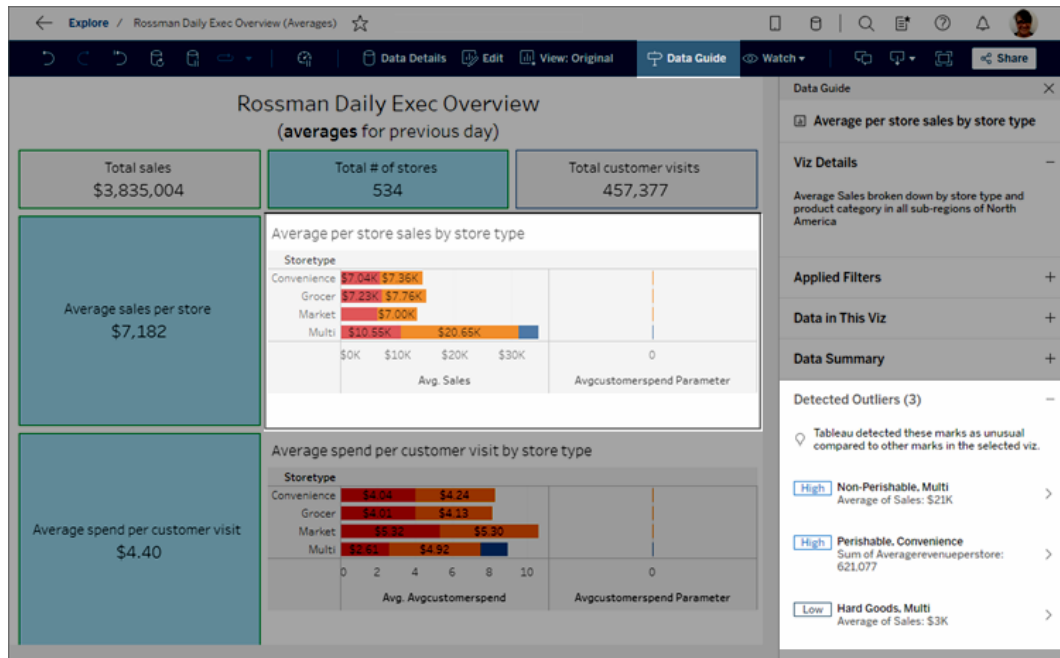 Explore / Rossman Daily Exec Overview (Averages)
Data Details Edit View: Original Data Guide Watch Share
Rossman Daily Exec Overview
(averages for previous day)
Total sales
$3,835,004
Total # of stores
534
Total customer visits
457,377
Average sales per store
$7,182
Average per store sales by store type
Storetype
Convenience $7.04K $7.36K
Grocer $7.23K $7.76K
Market $7.00K
Multi $10.55K $20.65K
$0K $10K $20K $30K 0
Avg. Sales Avgcustomerspend Parameter
Average spend per customer visit
$4.40
Average spend per customer visit by store type
Storetype
Convenience $4.04 $4.24
Grocer $4.01 $4.13
Market $5.32 $5.30
Multi $2.61 $4.92
0 2 4 6 8 10 0
Avg. Avgcustomerspend Avgcustomerspend Parameter
Data Guide
Average per store sales by store type
Viz Details
Average Sales broken down by store type and
product category in all sub-regions of North
America
Applied Filters
Data in This Viz
Data Summary
Detected Outliers (3)
Tableau detected these marks as unusual
compared to other marks in the selected viz.
High Non-Perishable, Multi
Average of Sales: $21K
High Perishable, Convenience
Sum of Averagerevenueperstore:
621,077
Low Hard Goods, Multi
Average of Sales: $3K